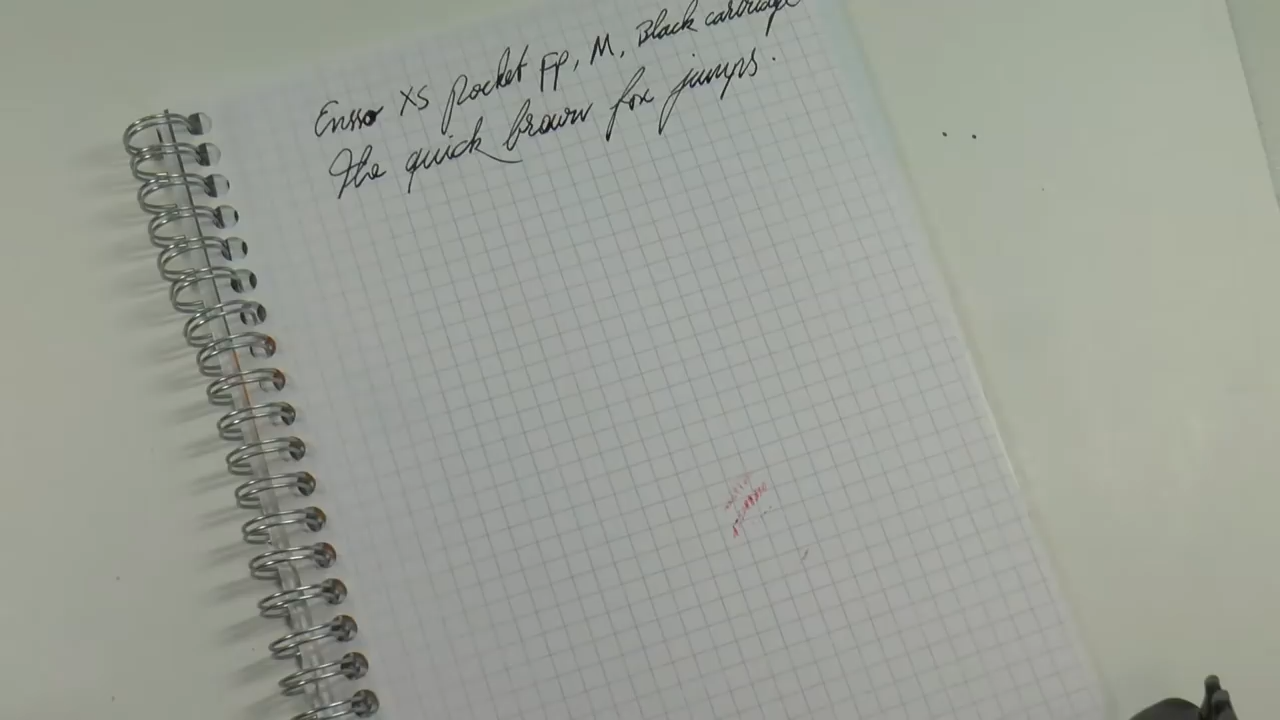 Ensso XS Pocket FP, M, Black cartridge
The quick brown fox jumps.